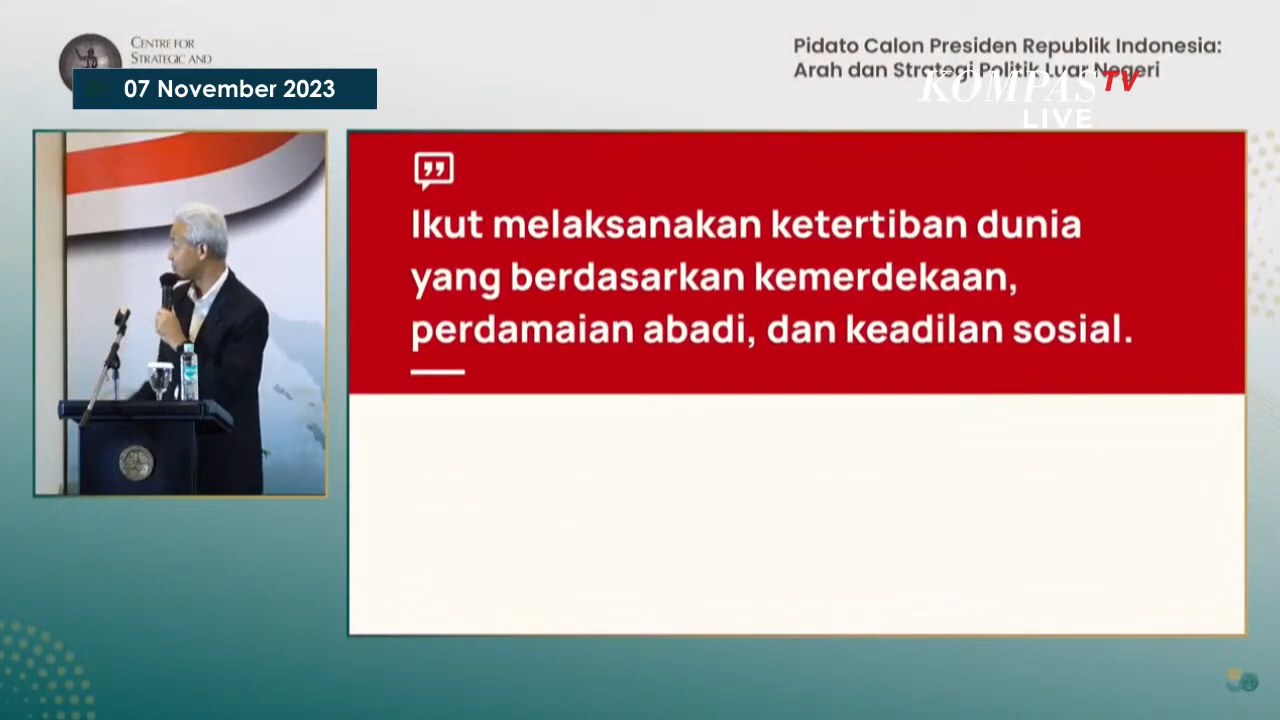 CENTRE FOR
STRATEGIC AND
07 November 2023
Pidato Calon Presiden Republik Indonesia:
Arah dan Strategi Politik Luar Negeri
KOMPAS TV
LIVE
Ikut melaksanakan ketertiban dunia
yang berdasarkan kemerdekaan,
perdamaian abadi, dan keadilan sosial.